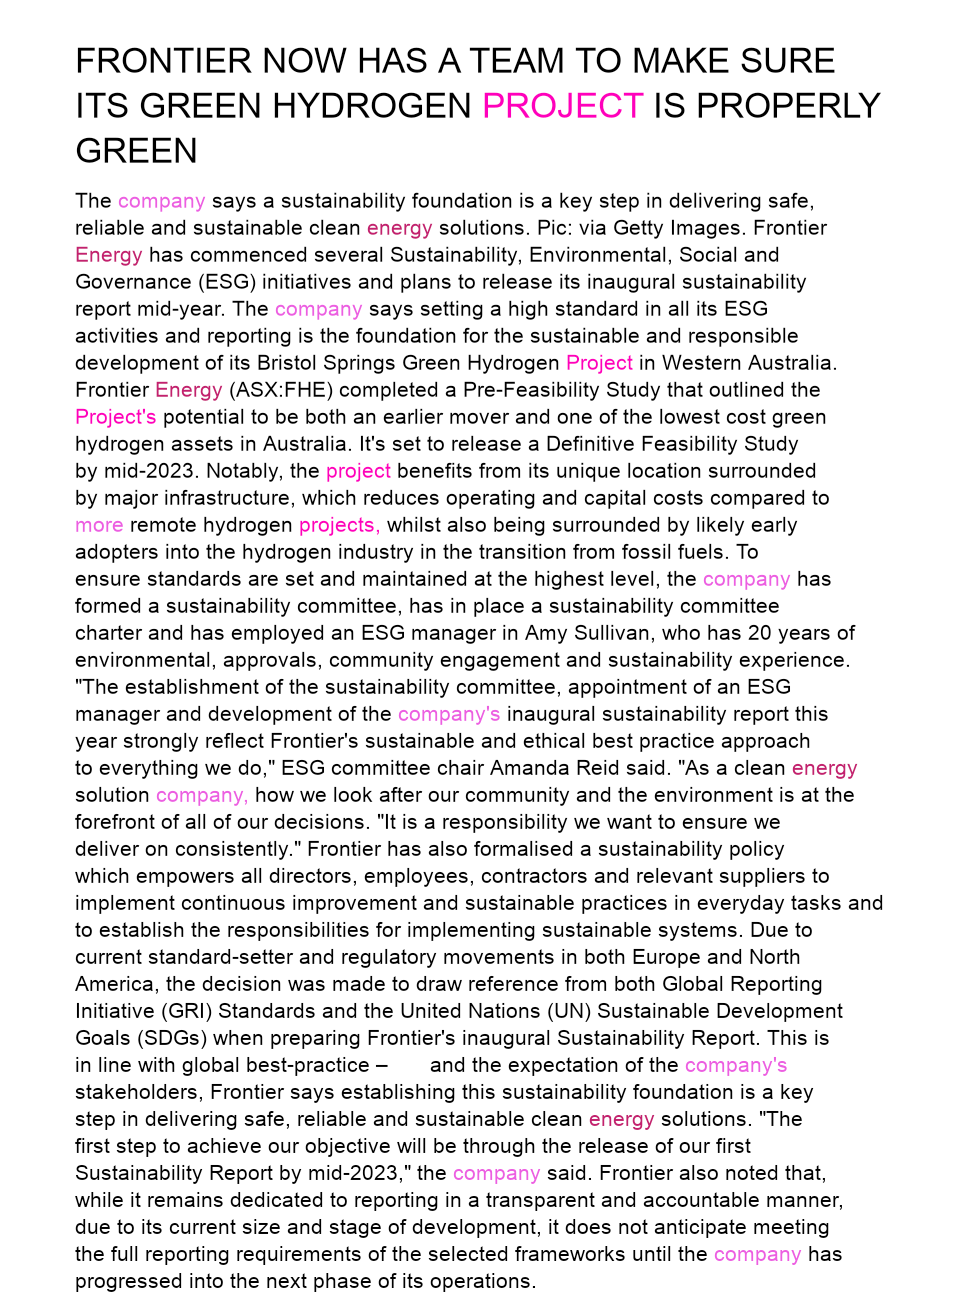 FRONTIER NOW HAS A TEAM TO MAKE SURE
ITS GREEN HYDROGEN PROJECT IS PROPERLY
GREEN
The company says a sustainability foundation is a key step in delivering safe,
reliable and sustainable clean energy solutions. Pic: via Getty Images. Frontier
Energy has commenced several Sustainability, Environmental, Social and
Governance (ESG) initiatives and plans to release its inaugural sustainability
report mid-year. The company says setting a high standard in all its ESG
activities and reporting is the foundation for the sustainable and responsible
development of its Bristol Springs Green Hydrogen Project in Western Australia.
Frontier Energy (ASX:FHE) completed a Pre-Feasibility Study that outlined the
Project's potential to be both an earlier mover and one of the lowest cost green
hydrogen assets in Australia. It's set to release a Definitive Feasibility Study
by mid-2023. Notably, the project benefits from its unique location surrounded
by major infrastructure, which reduces operating and capital costs compared to
more remote hydrogen projects, whilst also being surrounded by likely early
adopters into the hydrogen industry in the transition from fossil fuels. To
ensure standards are set and maintained at the highest level, the company has
formed a sustainability committee, has in place a sustainability committee
charter and has employed an ESG manager in Amy Sullivan, who has 20 years of
environmental, approvals, community engagement and sustainability experience.
"The establishment of the sustainability committee, appointment of an ESG
manager and development of the company's inaugural sustainability report this
year strongly reflect Frontier's sustainable and ethical best practice approach
to everything we do," ESG committee chair Amanda Reid said. "As a clean energy
solution company, how we look after our community and the environment is at the
forefront of all of our decisions. "It is a responsibility we want to ensure we
deliver on consistently." Frontier has also formalised a sustainability policy
which empowers all directors, employees, contractors and relevant suppliers to
implement continuous improvement and sustainable practices in everyday tasks and
to establish the responsibilities for implementing sustainable systems. Due to
current standard-setter and regulatory movements in both Europe and North
America, the decision was made to draw reference from both Global Reporting
Initiative (GRI) Standards and the United Nations (UN) Sustainable Development
Goals (SDGs) when preparing Frontier's inaugural Sustainability Report. This is
in line with global best-practice – and the expectation of the company's
stakeholders, Frontier says establishing this sustainability foundation is a key
step in delivering safe, reliable and sustainable clean energy solutions. "The
first step to achieve our objective will be through the release of our first
Sustainability Report by mid-2023," the company said. Frontier also noted that,
while it remains dedicated to reporting in a transparent and accountable manner,
due to its current size and stage of development, it does not anticipate meeting
the full reporting requirements of the selected frameworks until the company has
progressed into the next phase of its operations.